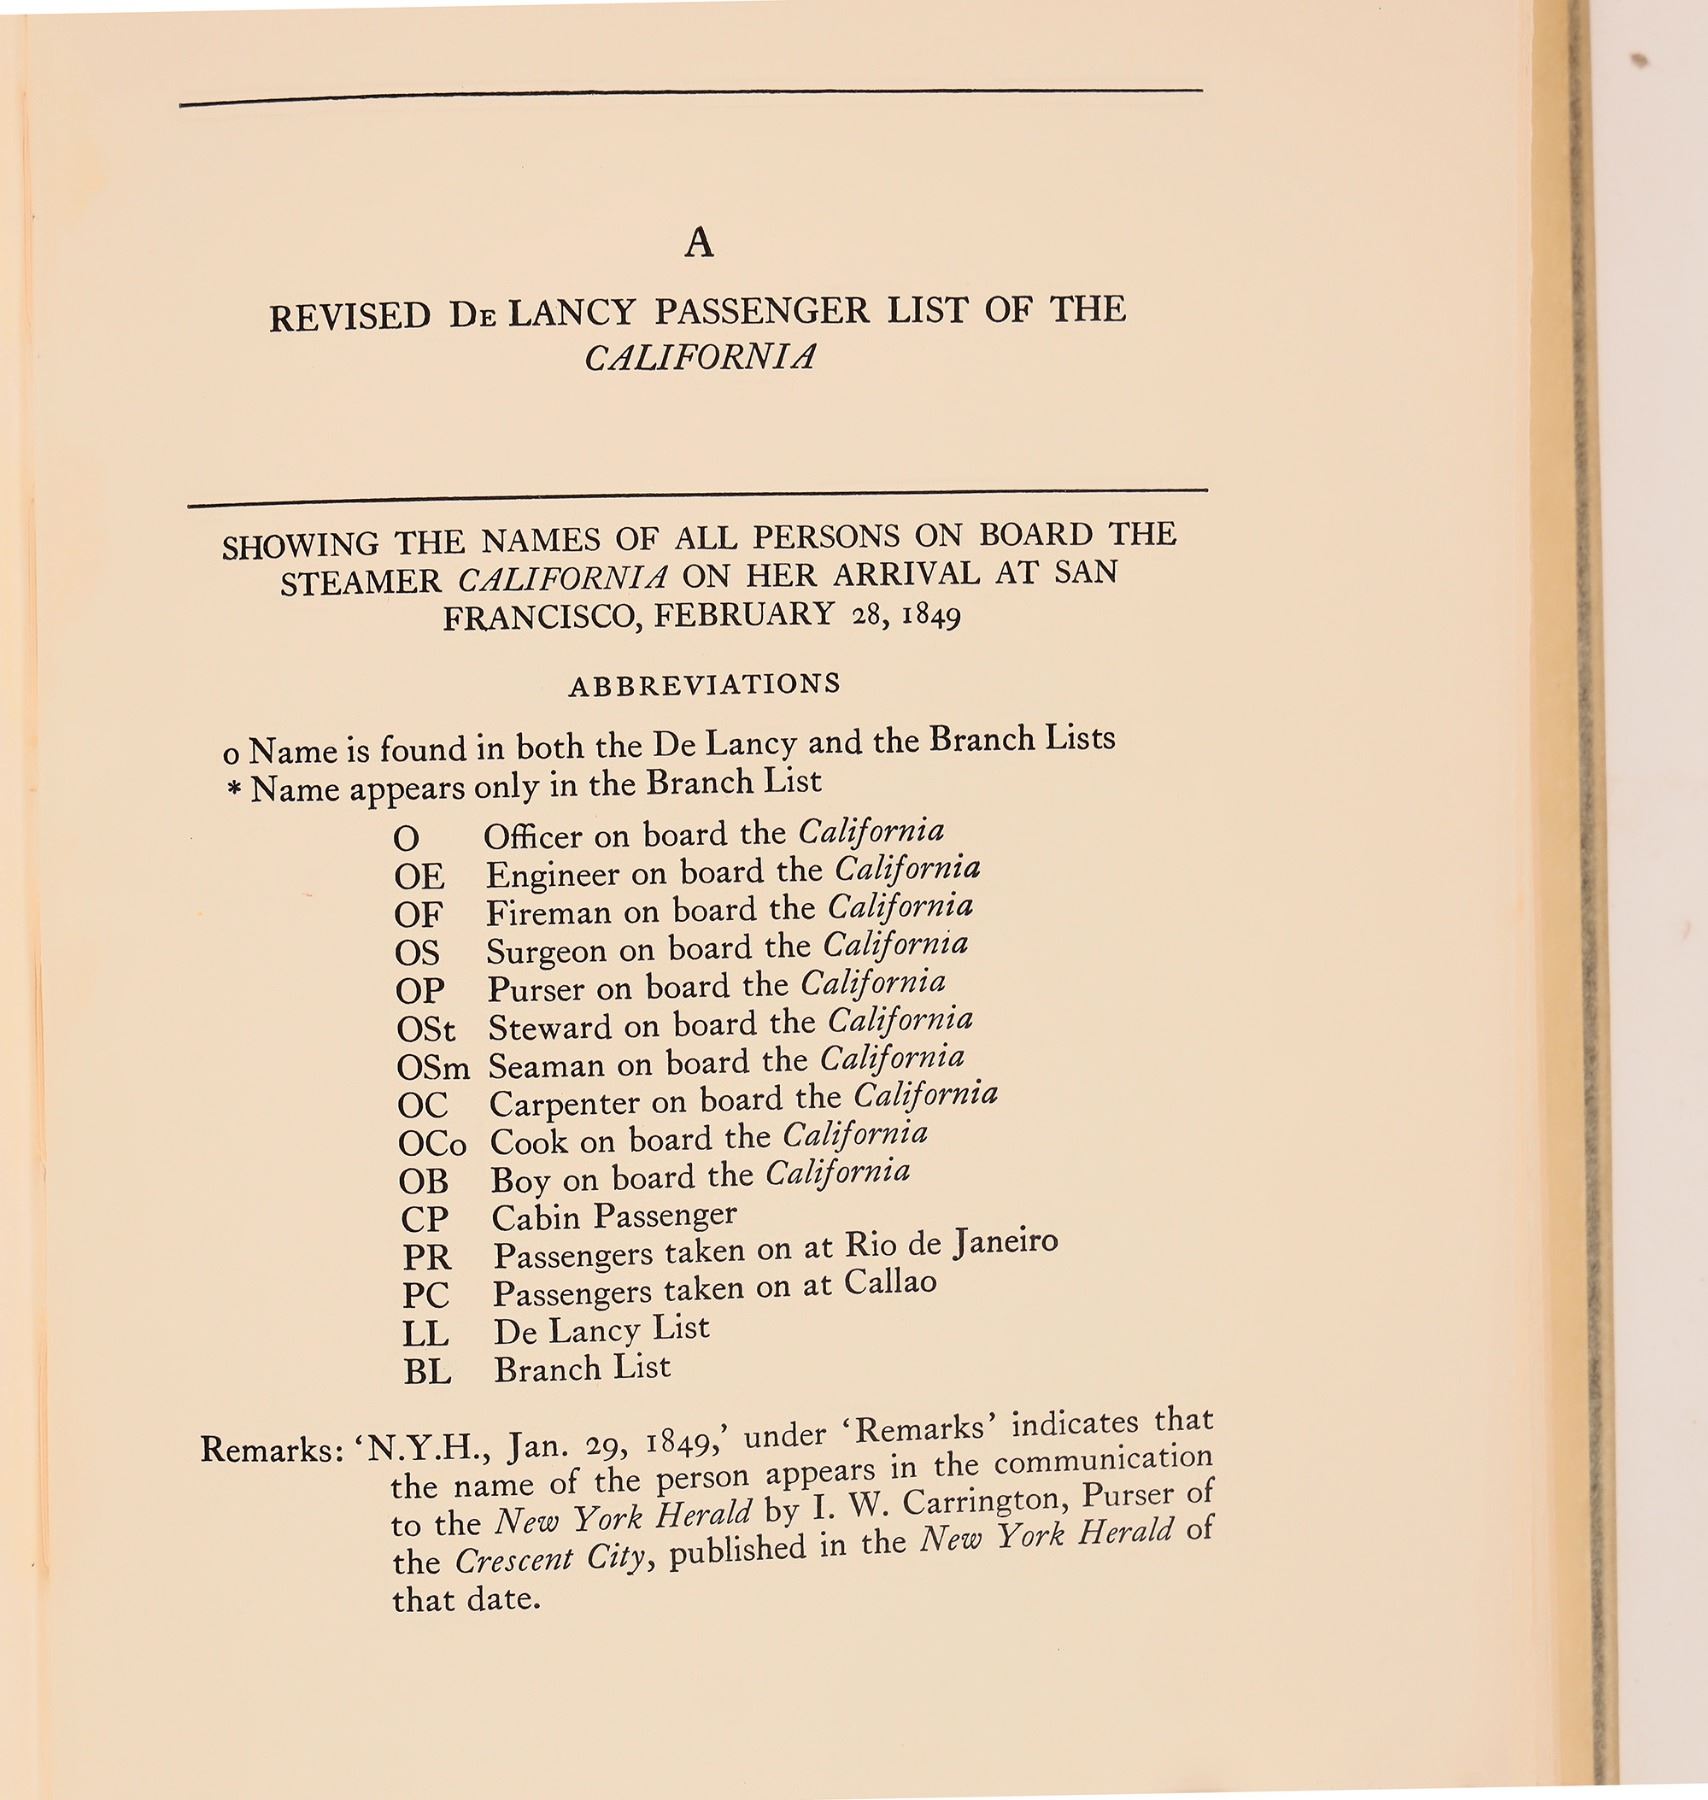 A
REVISED DE LANCY PASSENGER LIST OF THE
CALIFORNIA
SHOWING THE NAMES OF ALL PERSONS ON BOARD THE
STEAMER CALIFORNIA ON HER ARRIVAL AT SAN
FRANCISCO, FEBRUARY 28, 1849
ABBREVIATIONS
o Name is found in both the De Lancy and the Branch Lists
* Name appears only in the Branch List
O Officer on board the California
OE Engineer on board the California
OF Fireman on board the California
OS Surgeon on board the California
OP Purser on board the California
OSt Steward on board the California
OSm Seaman on board the California
OC Carpenter on board the California
OCo Cook on board the California
OB Boy on board the California
CP Cabin Passenger
PR Passengers taken on at Rio de Janeiro
PC Passengers taken on at Callao
LL De Lancy List
BL Branch List
Remarks: ‘N.Y.H., Jan. 29, 1849,’ under ‘Remarks’ indicates that
the name of the person appears in the communication
to the New York Herald by I. W. Carrington, Purser of
the Crescent City, published in the New York Herald of
that date.